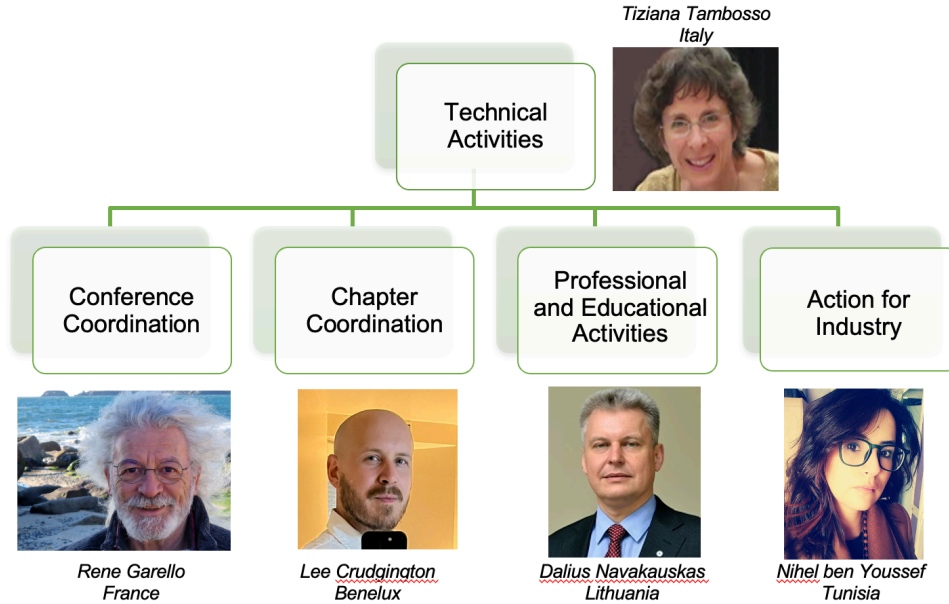 Tiziana Tambosso
Italy
Technical
Activities
Conference
Coordination
Chapter
Coordination
Professional
and Educational
Activities
Action for
Industry
Rene Garello
France
Lee Crudgington
Benelux
Dalius Navakauskas
Lithuania
Nihel ben Youssef
Tunisia